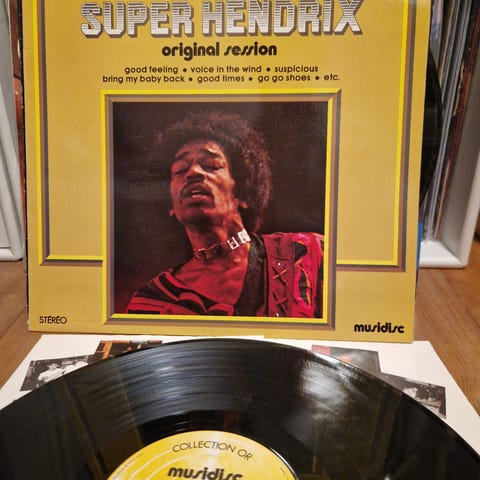 SUPER HENDRIX
original session
good feeling • voice in the wind • suspicious
bring my baby back • good times • go go shoes • etc.
STÉRÉO
musidisc
COLLECTION OR
musidisc